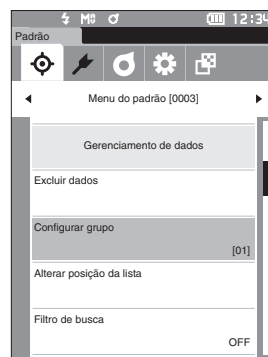 12:34
Padrão
Menu do padrão [0003]
Gerenciamento de dados
Excluir dados
Configurar grupo
[01]
Alterar posição da lista
Filtro de busca
OFF